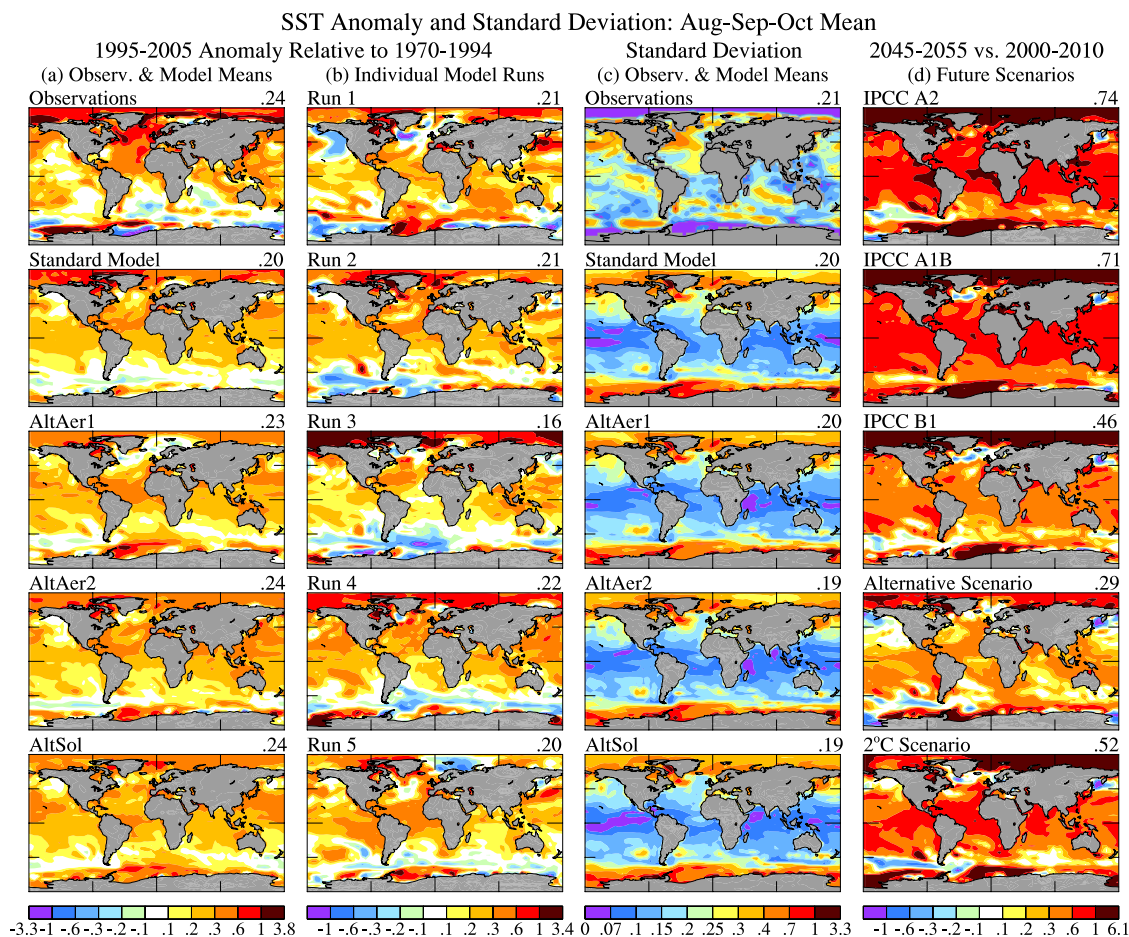 SST Anomaly and Standard Deviation: Aug-Sep-Oct Mean
1995-2005 Anomaly Relative to 1970-1994 Standard Deviation 2045-2055 vs. 2000-2010
(a) Observ. & Model Means (b) Individual Model Runs (c) Observ. & Model Means (d) Future Scenarios
Observations .24 Run 1 .21 Observations .21 IPCC A2 .74
Standard Model .20 Run 2 .21 Standard Model .20 IPCC A1B .71
AltAer1 .23 Run 3 .16 AltAer1 .20 IPCC B1 .46
AltAer2 .24 Run 4 .22 AltAer2 .19 Alternative Scenario .29
AltSol .24 Run 5 .20 AltSol .19 2°C Scenario .52
-3.3 -1 -.6 -.3 -.2 -.1 .1 .2 .3 .6 1 3.8 -1 -.6 -.3 -.2 -.1 .1 .2 .3 .6 1 3.4 0 .07 .1 .15 .2 .25 .3 .4 .7 1 3.3 -1 -.6 -.3 -.2 -.1 .1 .2 .3 .6 1 6.1